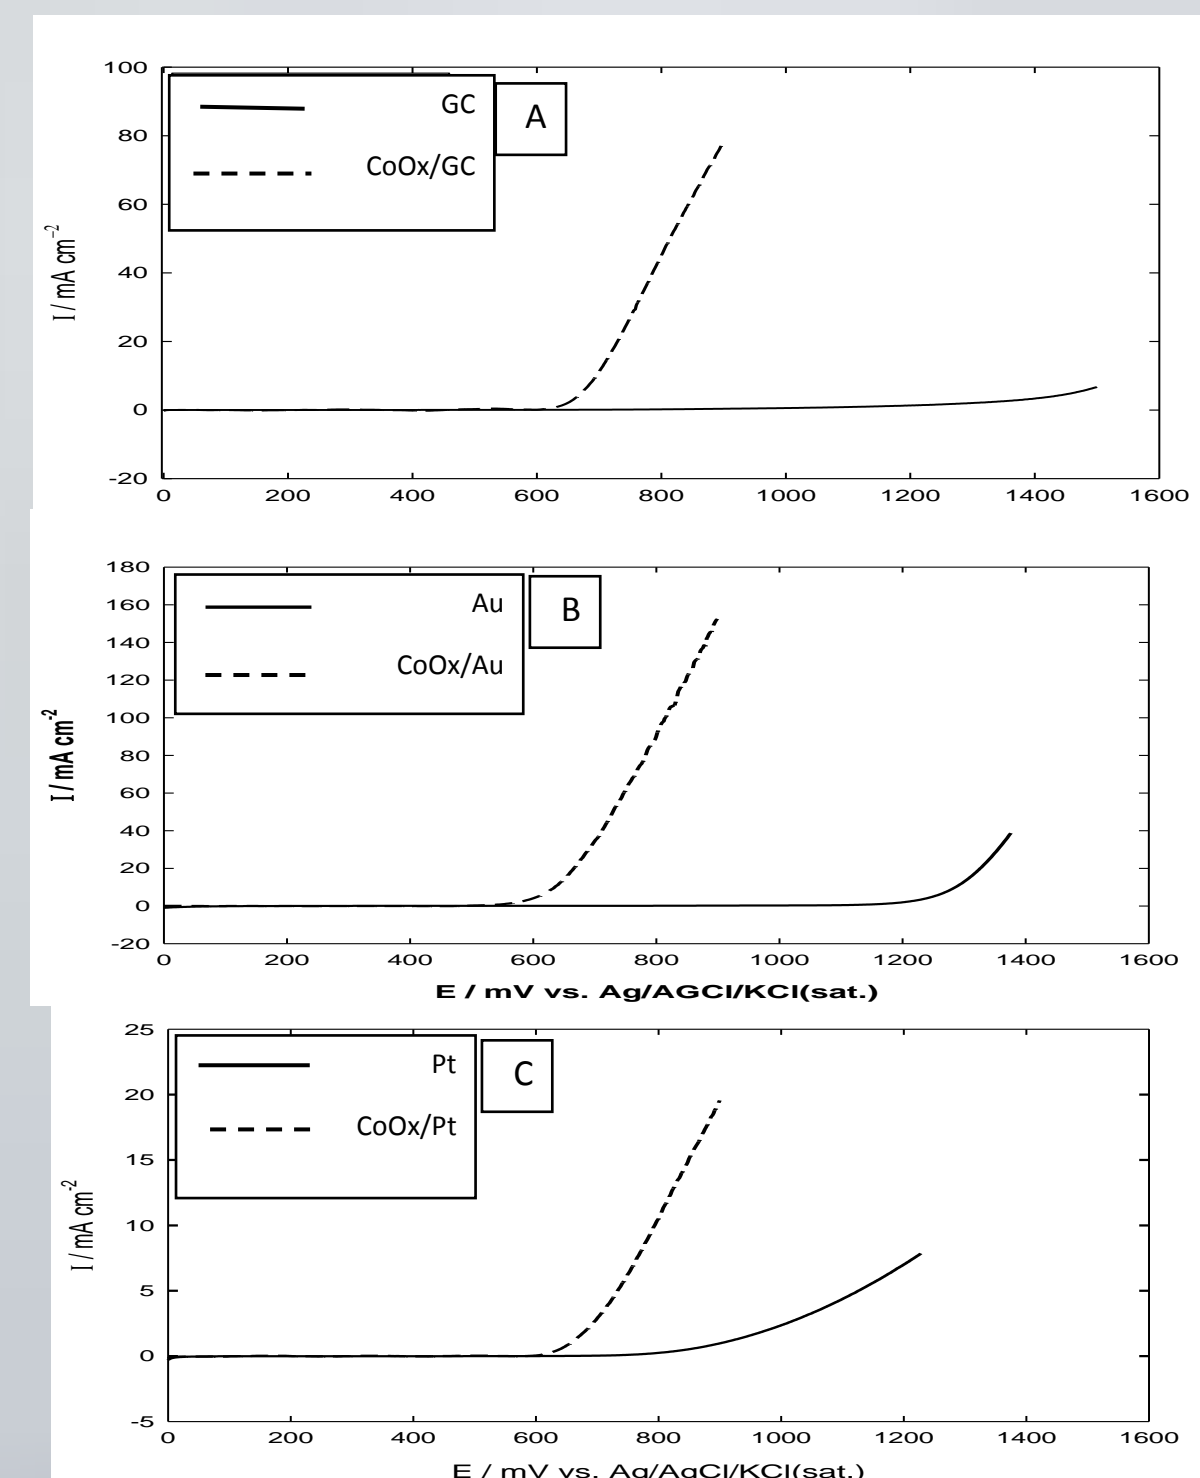 100
80
60
40
20
0
-20
I / mA cm⁻²
GC
CoOx/GC
A
0 200 400 600 800 1000 1200 1400 1600
180
160
140
120
100
80
60
40
20
0
-20
I / mA cm⁻²
Au
CoOx/Au
B
0 200 400 600 800 1000 1200 1400 1600
E / mV vs. Ag/AGCl/KCl(sat.)
25
20
15
10
5
0
-5
I / mA cm⁻²
Pt
CoOx/Pt
C
0 200 400 600 800 1000 1200 1400 1600
E / mV vs. Ag/AgCl/KCl(sat.)